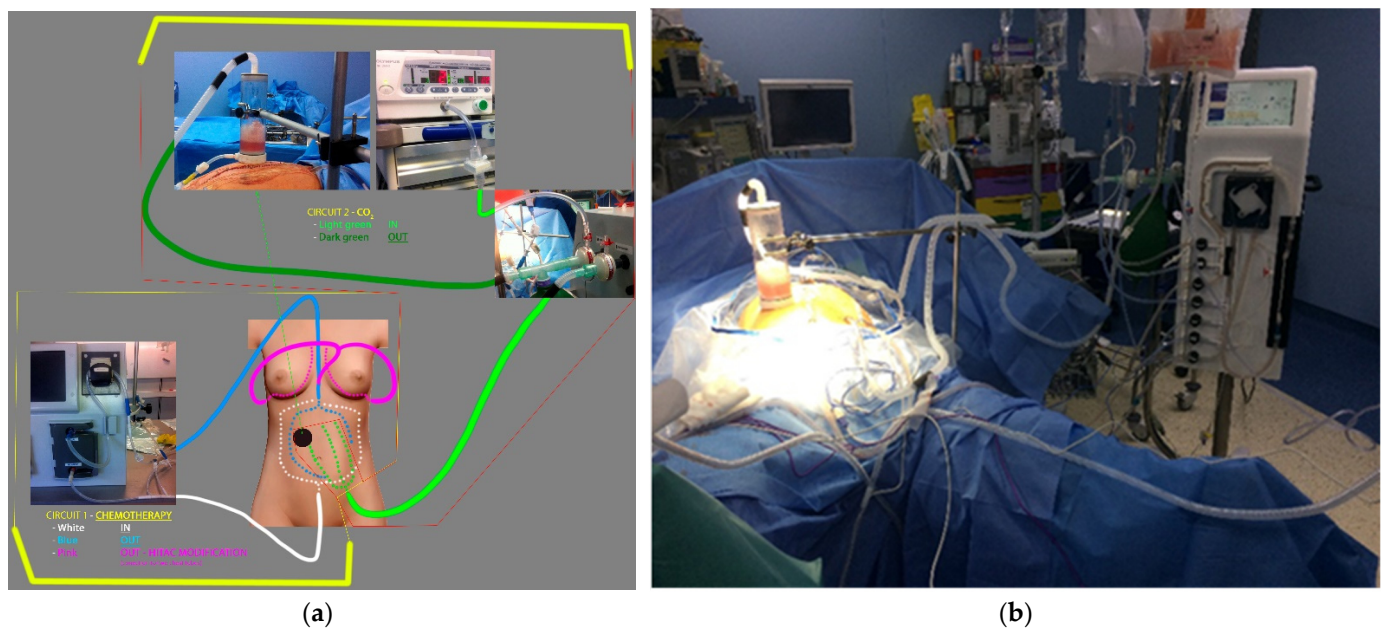 CIRCUIT 2 - CO2
- Light green IN
- Dark green OUT
CIRCUIT 1 - CHEMOTHERAPY
- White IN
- Blue OUT
- Pink OUT - HITAC MODIFICATION
(a)
(b)